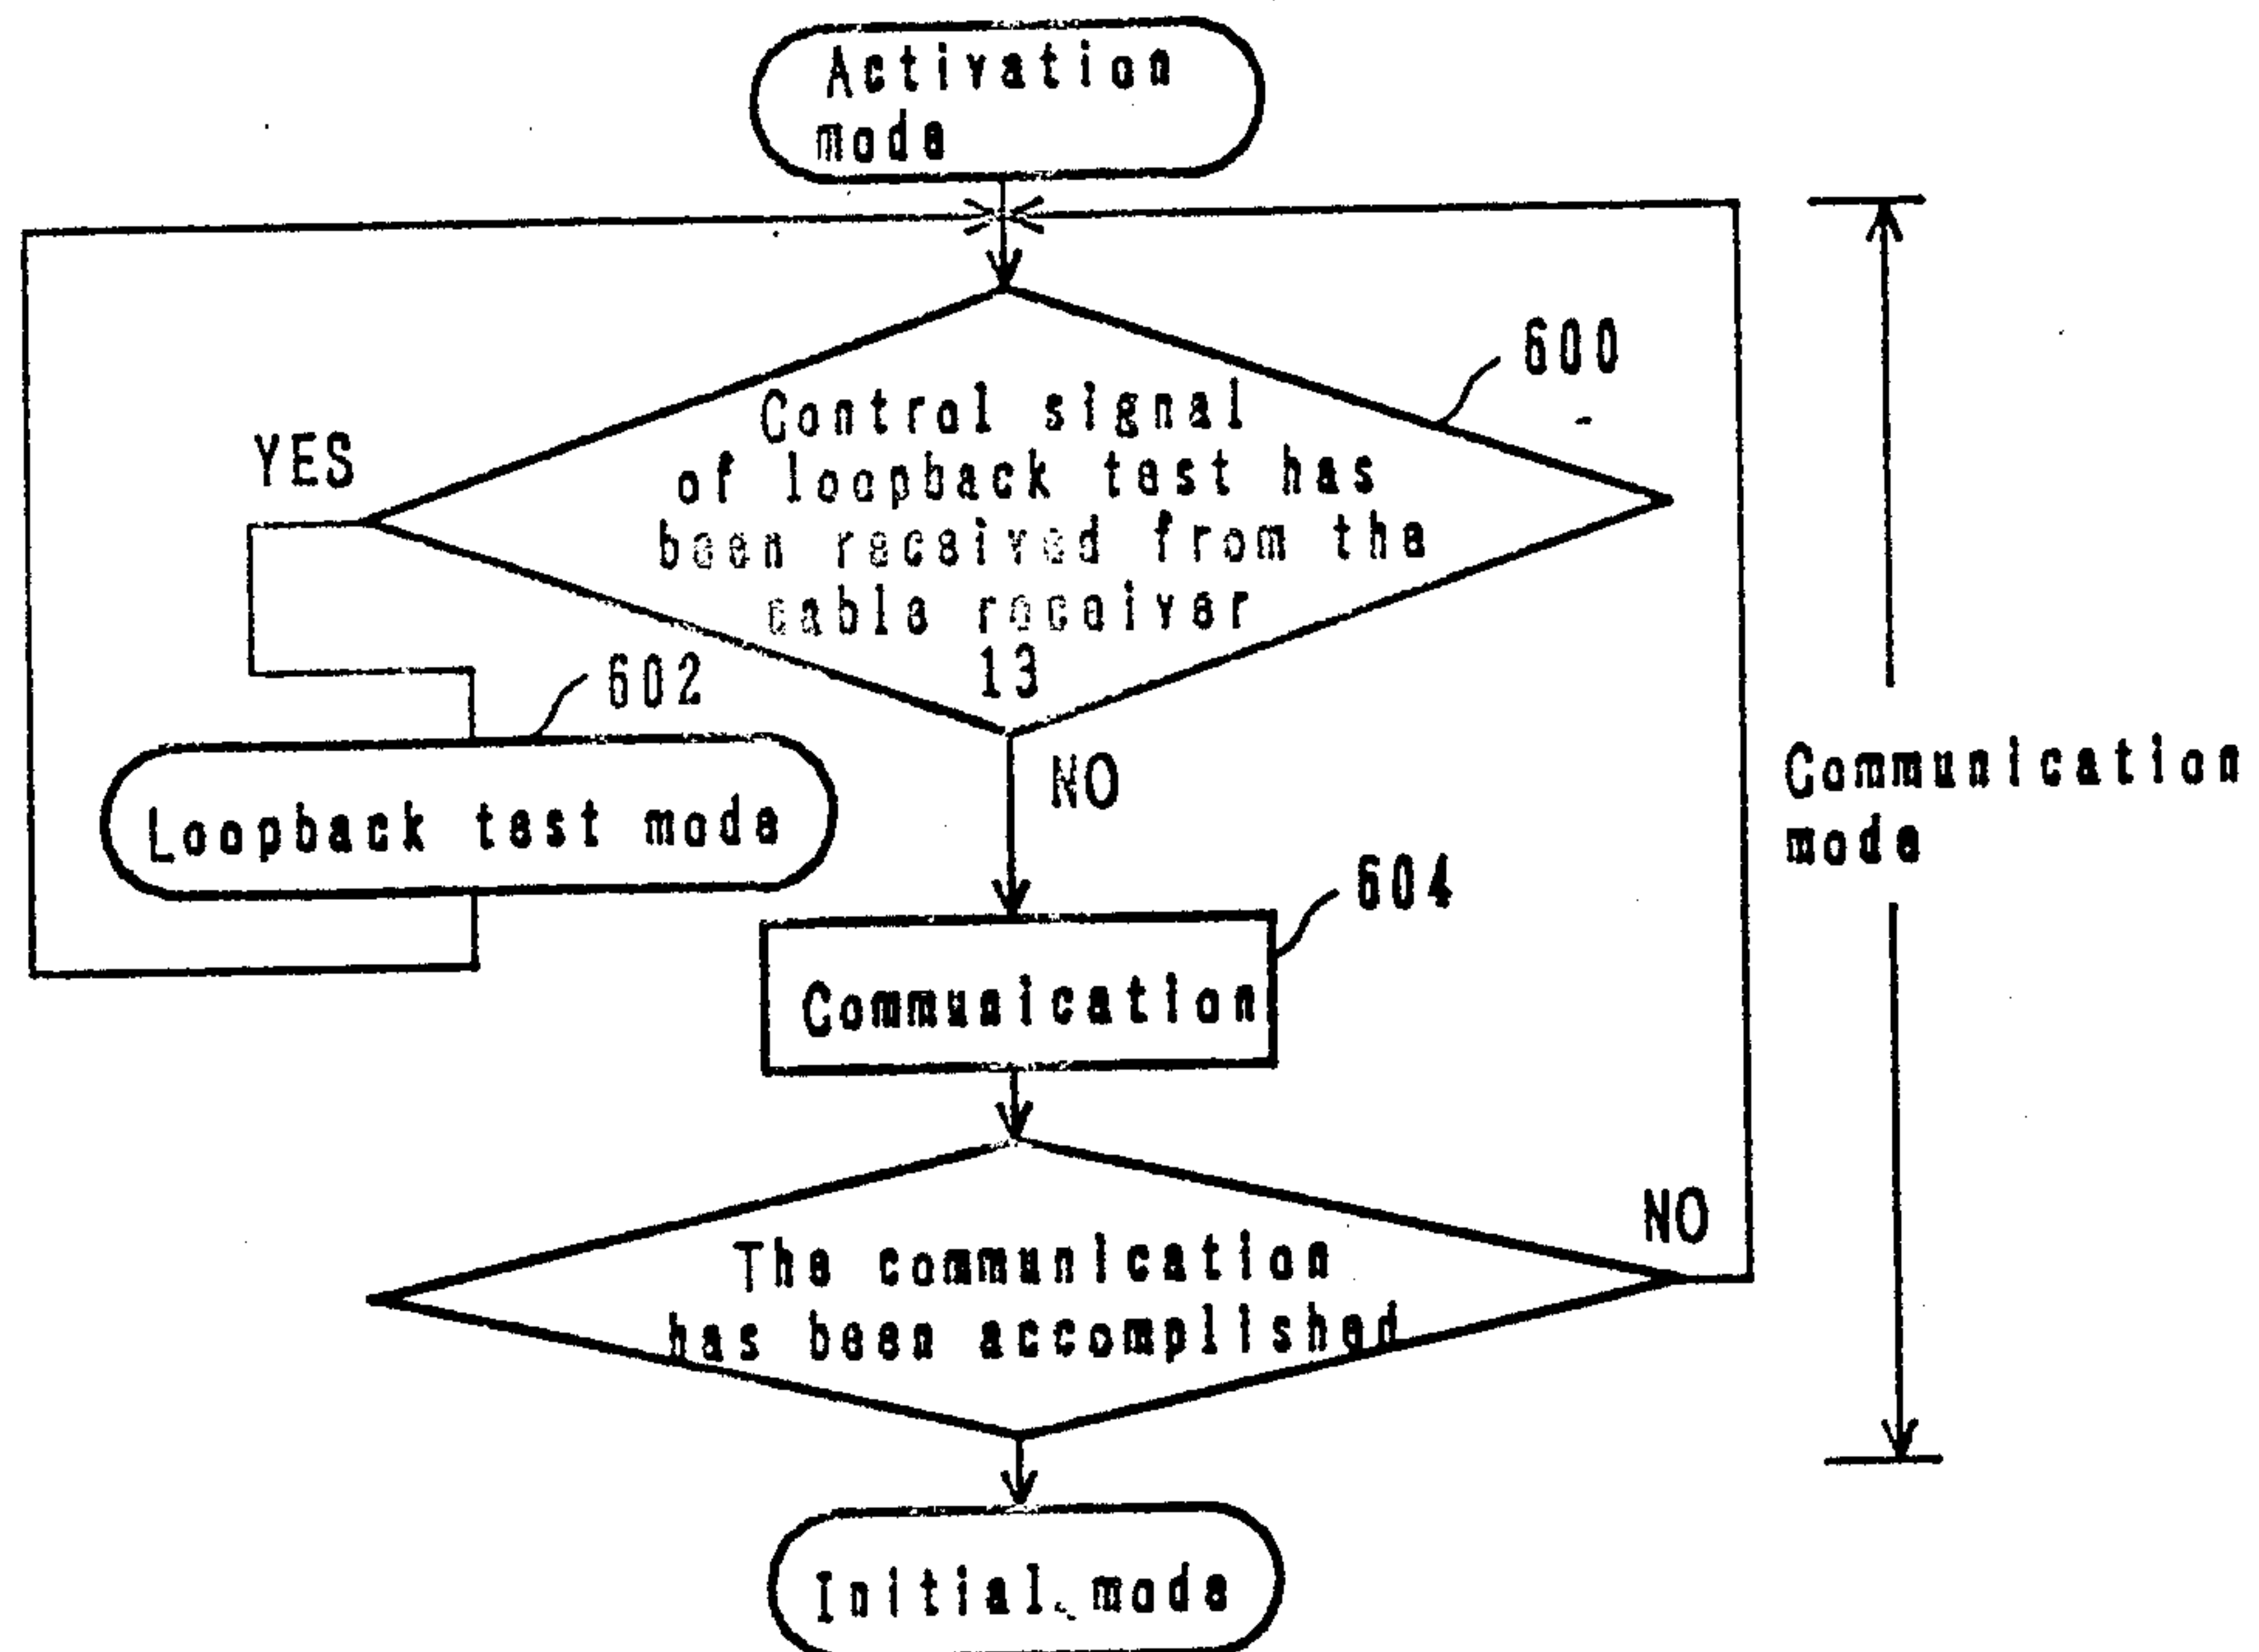 Activation
mode
600
Control signal
YES
of loopback test has
been received from the
cable receiver
13
602
NO
Loopback test mode
Communication
mode
604
Communication
NO
The communication
has been accomplished
Initial mode